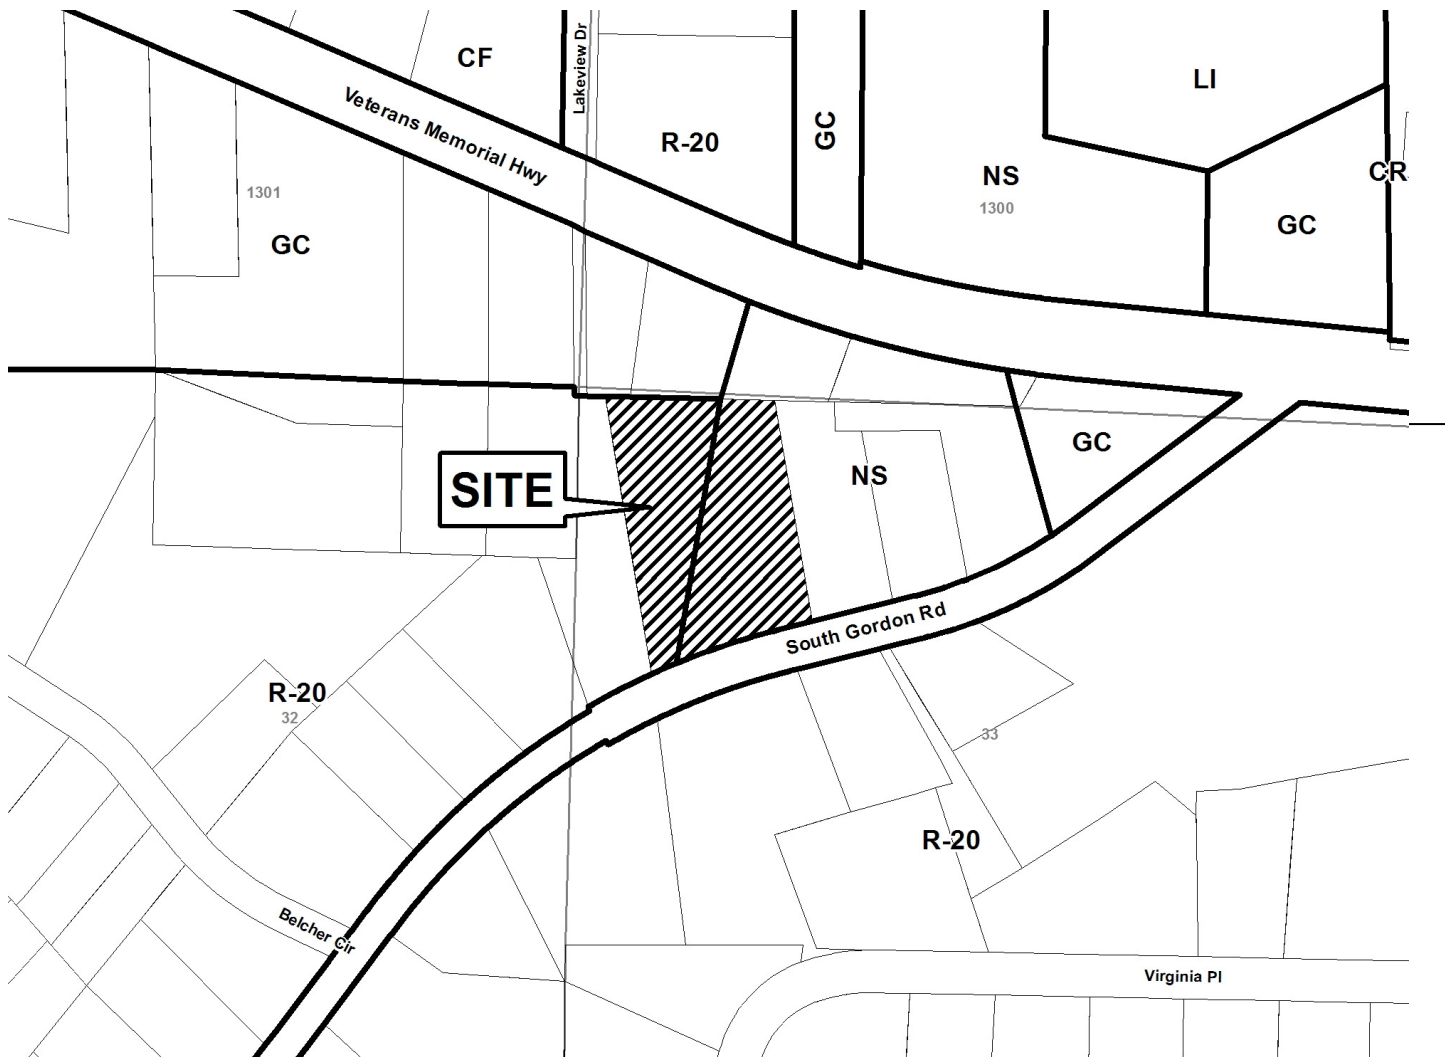 CF
Lakeview Dr
LI
Veterans Memorial Hwy
R-20
GC
NS
1300
CR
1301
GC
GC
GC
SITE
NS
South Gordon Rd
R-20
32
33
R-20
Belcher Cir
Virginia Pl